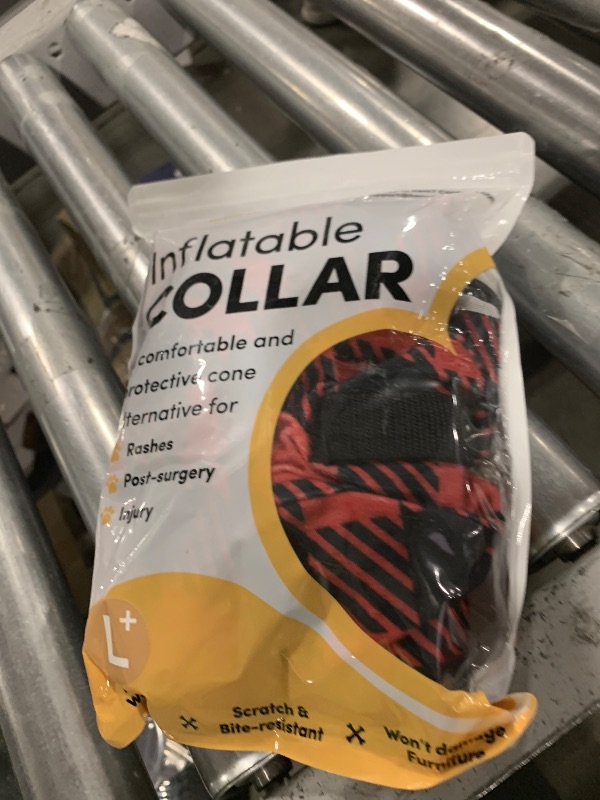 Inflatable
COLLAR
comfortable and
rotective cone
lternative for
Rashes
Post-surgery
Injury
L+
Scratch &
Bite-resistant
Won't damage
Furniture